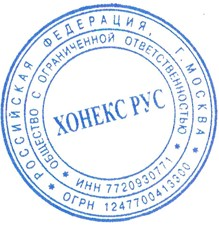 РОССИЙСКАЯ ФЕДЕРАЦИЯ, Г. МОСКВА
ОБЩЕСТВО С ОГРАНИЧЕННОЙ ОТВЕТСТВЕННОСТЬЮ
ХОНЕКС РУС
* ИНН 7720930771 *
* ОГРН 1247700413300 *